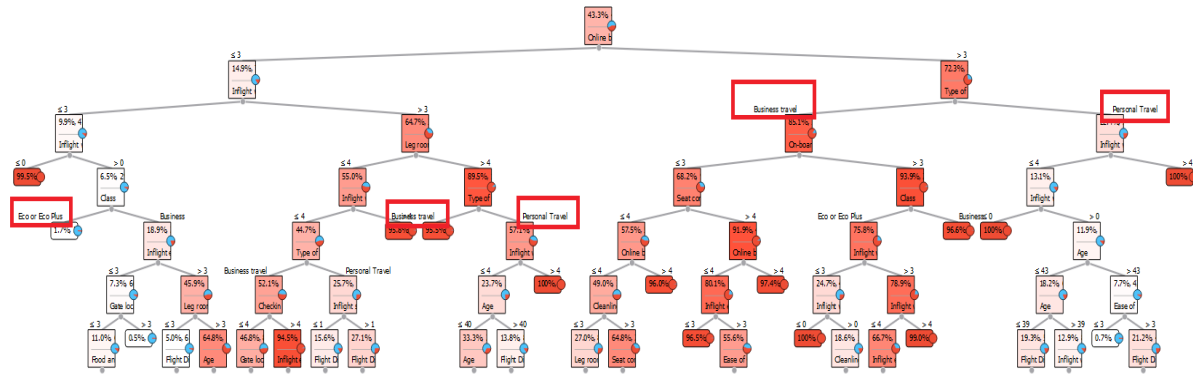 43.3%
Online b
≤ 3
> 3
14.9%
Inflight
72.3%
Type of
≤ 3
> 3
Business travel
Personal Travel
9.9%, 4
Inflight
64.7%
Leg roor
85.1%
On-boar
Inflight
≤ 0
> 0
≤ 4
> 4
≤ 3
> 3
≤ 4
> 4
99.5%
6.5% 2
Class
55.0%
Inflight
89.5%
Type of
68.2%
Seat cor
93.9%
Class
13.1%
Inflight
100%
Eco or Eco Plus
Business
≤ 4
Business travel
Personal Travel
≤ 4
> 4
Eco or Eco Plus
Business
≤ 0
> 0
1.7%
18.9%
Inflight
44.7%
Type of
95.5%
57.1%
Inflight
57.5%
Online b
91.9%
Online b
75.8%
Inflight
96.6%
100%
11.9%
Age
≤ 3
> 3
Business travel
Personal Travel
≤ 4
> 4
≤ 4
> 4
≤ 4
> 4
≤ 3
> 3
≤ 43
> 43
7.3% 6
Gate loc
45.9%
Leg roor
52.1%
Checkin
25.7%
Inflight
23.7%
Age
100%
49.0%
Cleanlin
96.0%
80.1%
Inflight
97.4%
24.7%
Inflight
78.9%
Inflight
18.2%
Age
7.7%, 4
Ease of
≤ 3
> 3
≤ 3
> 3
≤ 4
> 4
≤ 1
> 1
≤ 40
> 40
≤ 3
> 3
≤ 3
> 3
≤ 0
> 0
≤ 4
> 4
≤ 39
> 39
≤ 3
> 3
11.0%
Food an
0.5%
5.0% 6
Flight Di
64.8%
Age
46.8%
Gate loc
94.5%
Inflight
15.6%
Flight Di
27.1%
Flight Di
33.3%
Age
13.8%
Flight Di
27.0%
Leg roor
64.8%
Seat cor
96.5%
55.6%
Ease of
100%
18.6%
Cleanlin
66.7%
Inflight
99.0%
19.3%
Flight Di
12.9%
Inflight
0.7%
21.2%
Flight Di